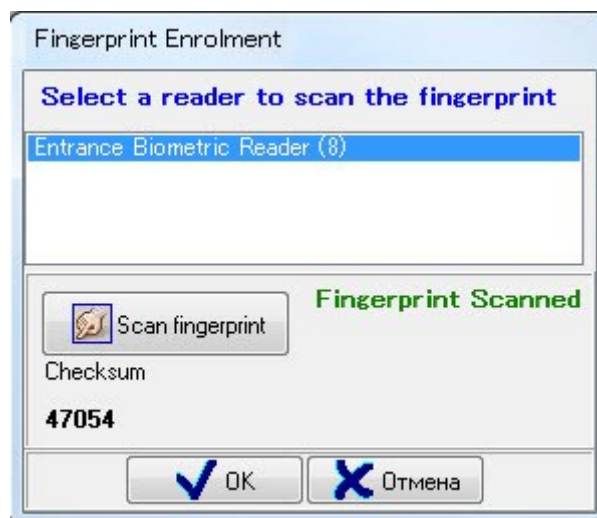 Fingerprint Enrolment
Select a reader to scan the fingerprint
Entrance Biometric Reader (8)
Fingerprint Scanned
Scan fingerprint
Checksum
47054
OK
Отмена